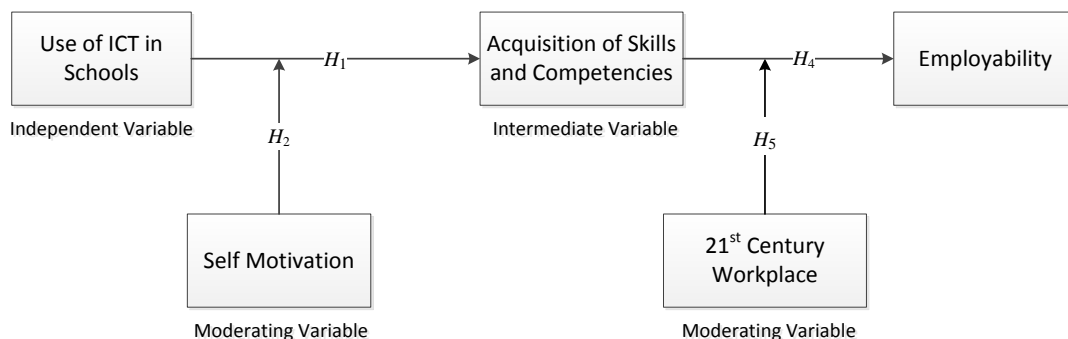 Use of ICT in
Schools
Independent Variable
H1
Acquisition of Skills
and Competencies
Intermediate Variable
H4
Employability
H2
H5
Self Motivation
Moderating Variable
21st Century
Workplace
Moderating Variable